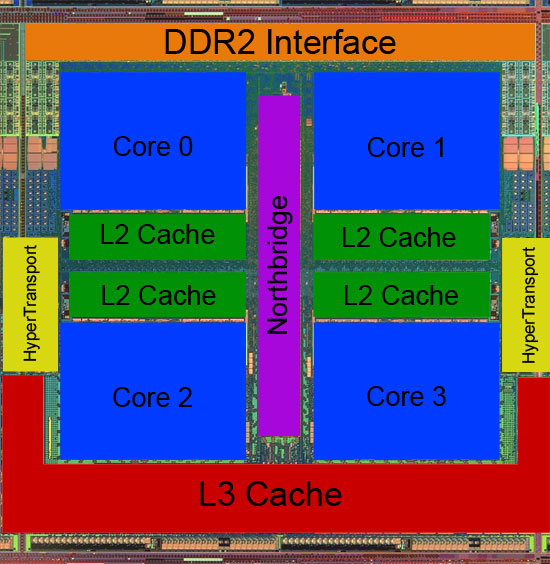 DDR2 Interface
Core 0
Core 1
L2 Cache
L2 Cache
HyperTransport
Northbridge
HyperTransport
L2 Cache
L2 Cache
Core 2
Core 3
L3 Cache